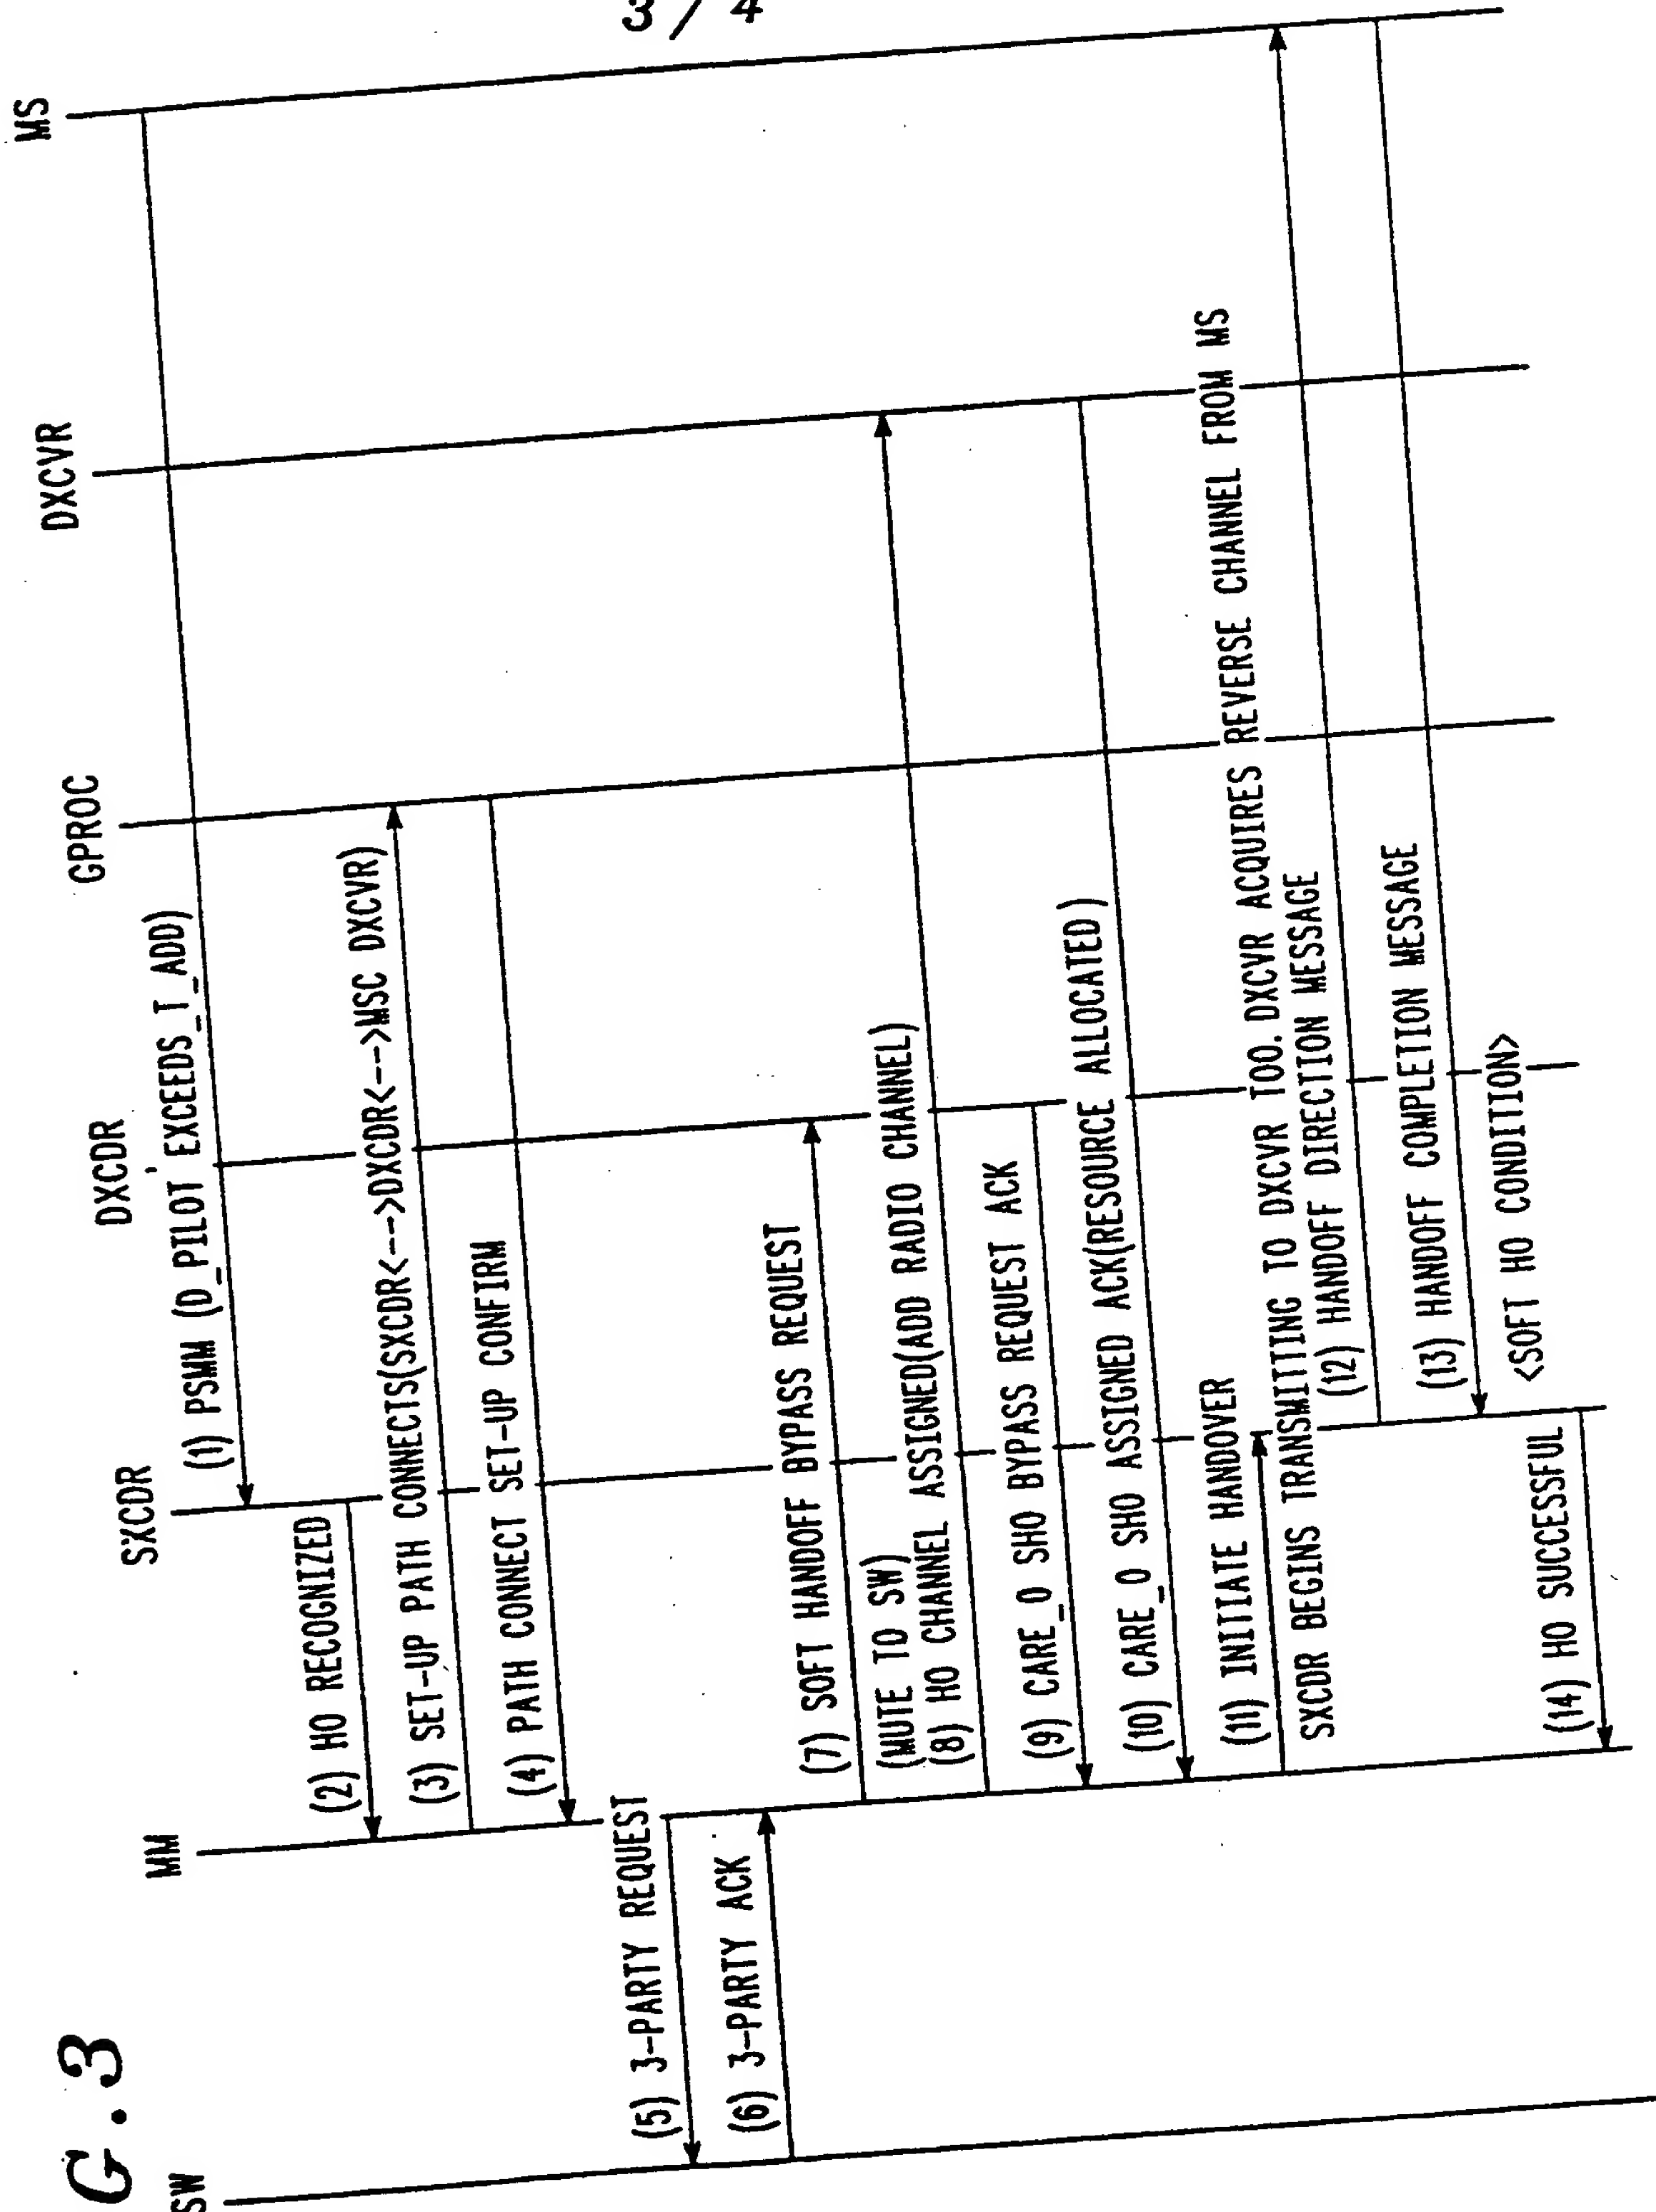 3/4
G.3
SW
MM
SXCDR
DXCDR
GPROC
DXCVR
MS
(1) PSMM (D_PILOT EXCEEDS_T_ADD)
(2) HO RECOGNIZED
(3) SET-UP PATH CONNECTS(SXCDR<-->DXCDR<-->MSC DXCVR)
(4) PATH CONNECT SET-UP CONFIRM
(5) 3-PARTY REQUEST
(6) 3-PARTY ACK
(7) SOFT HANDOFF BYPASS REQUEST
(MUTE TO SW)
(8) HO CHANNEL ASSIGNED(ADD RADIO CHANNEL)
(9) CARE_O SHO BYPASS REQUEST ACK
(10) CARE_O SHO ASSIGNED ACK(RESOURCE ALLOCATED)
(11) INITIATE HANDOVER
SXCDR BEGINS TRANSMITTING TO DXCVR TOO. DXCVR ACQUIRES REVERSE CHANNEL FROM MS
(12) HANDOFF DIRECTION MESSAGE
(13) HANDOFF COMPLETION MESSAGE
<SOFT HO CONDITION>
(14) HO SUCCESSFUL